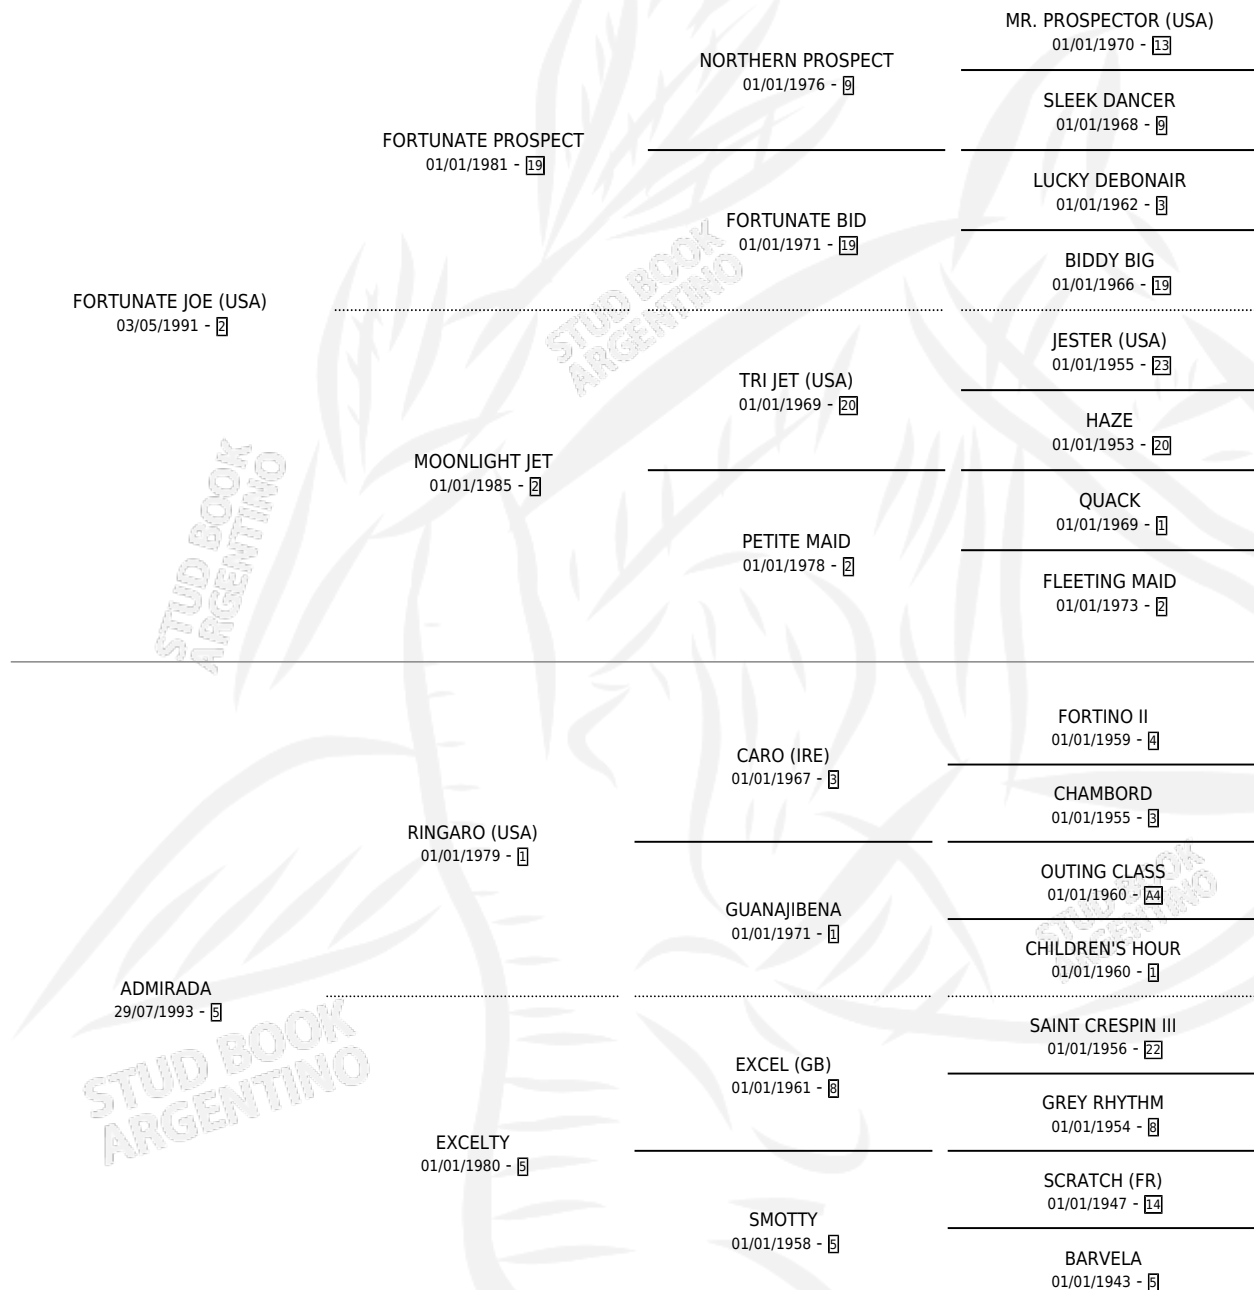 MR. PROSPECTOR (USA)
01/01/1970 - 13
NORTHERN PROSPECT
01/01/1976 - 9
SLEEK DANCER
01/01/1968 - 9
FORTUNATE PROSPECT
01/01/1981 - 19
LUCKY DEBONAIR
01/01/1962 - 3
FORTUNATE BID
01/01/1971 - 19
BIDDY BIG
01/01/1966 - 19
FORTUNATE JOE (USA)
03/05/1991 - 2
JESTER (USA)
01/01/1955 - 23
TRI JET (USA)
01/01/1969 - 20
HAZE
01/01/1953 - 20
MOONLIGHT JET
01/01/1985 - 2
QUACK
01/01/1969 - 1
PETITE MAID
01/01/1978 - 2
FLEETING MAID
01/01/1973 - 2
FORTINO II
01/01/1959 - 4
CARO (IRE)
01/01/1967 - 3
CHAMBORD
01/01/1955 - 3
RINGARO (USA)
01/01/1979 - 1
OUTING CLASS
01/01/1960 - A4
GUANAJIBENA
01/01/1971 - 1
CHILDREN'S HOUR
01/01/1960 - 1
ADMIRADA
29/07/1993 - 5
SAINT CRESPIN III
01/01/1956 - 22
EXCEL (GB)
01/01/1961 - 8
GREY RHYTHM
01/01/1954 - 8
EXCELTY
01/01/1980 - 5
SCRATCH (FR)
01/01/1947 - 14
SMOTTY
01/01/1958 - 5
BARVELA
01/01/1943 - 5
STUD BOOK
ARGENTINO
STUD BOOK
ARGENTINO
STUD BOOK
ARGENTINO
STUD BOOK
ARGENTINO